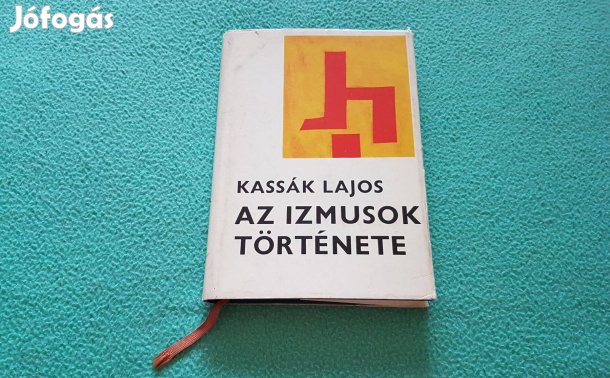 Jófogás
KASSÁK LAJOS
AZ IZMUSOK
TÖRTÉNETE